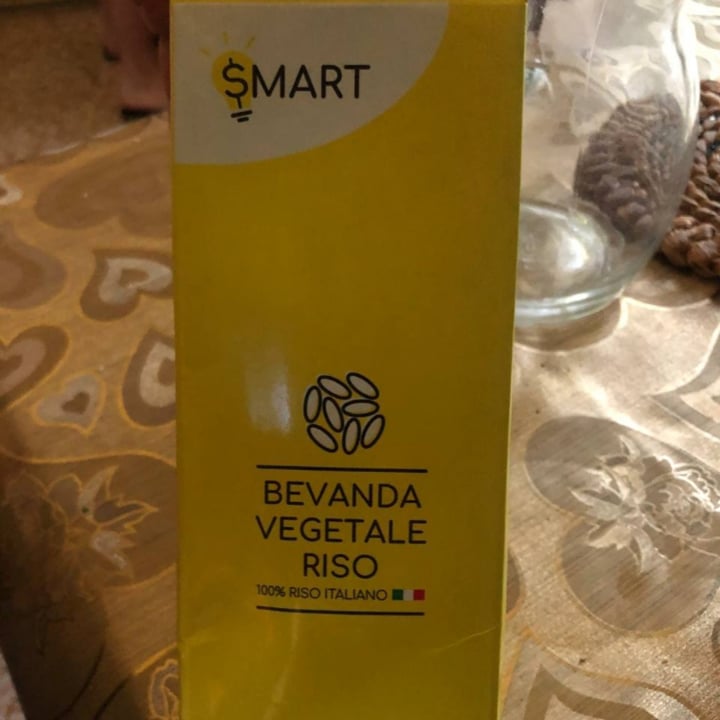 $MART
BEVANDA
VEGETALE
RISO
100% RISO ITALIANO